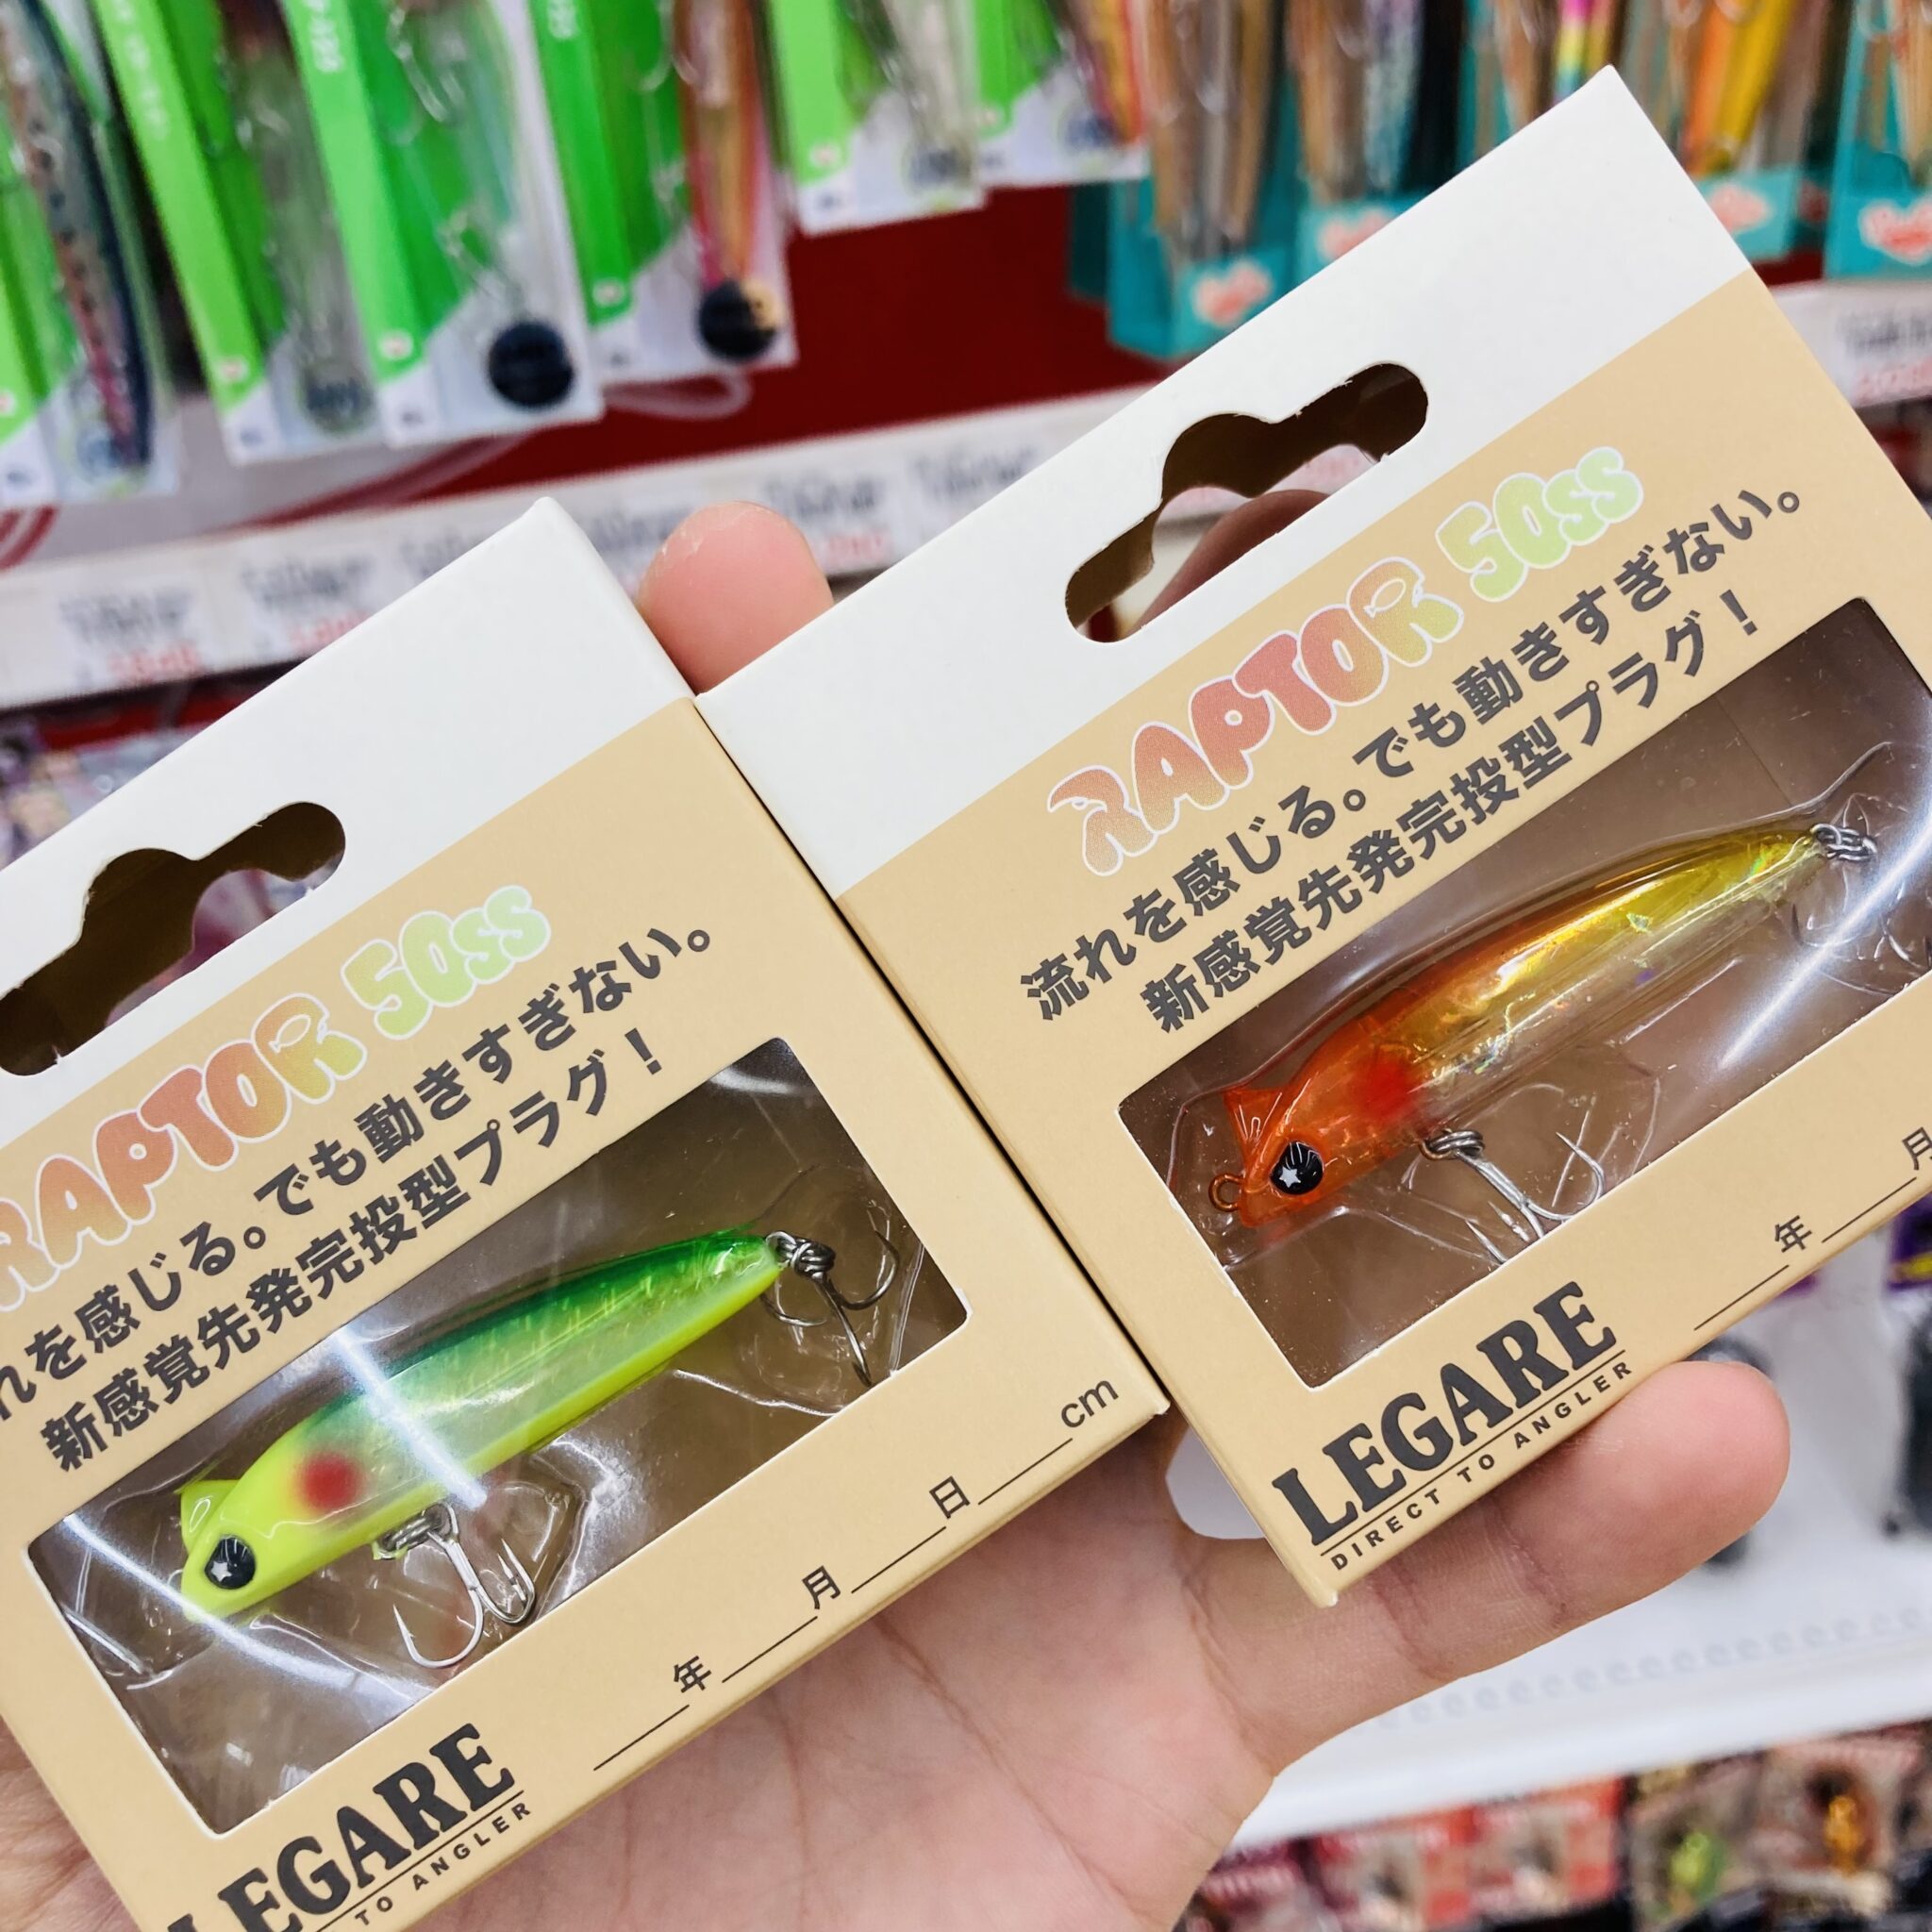 RAPTOR 50ss
流れを感じる。でも動きすぎない。
新感覚先発完投型プラグ！
年 月
LEGARE
DIRECT TO ANGLER
RAPTOR 50ss
れを感じる。でも動きすぎない。
新感覚先発完投型プラグ！
年 月 日 cm
LEGARE
TO ANGLER